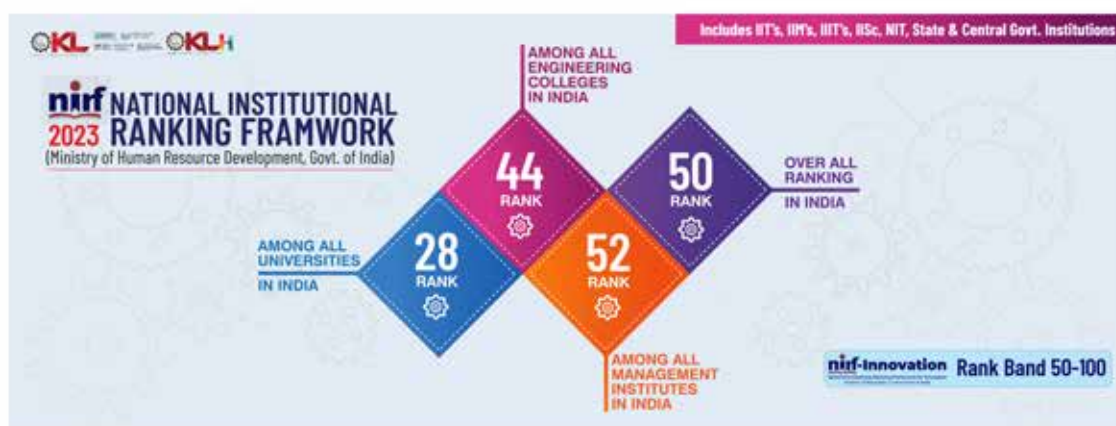 KL
KLH
Includes IIT's, IIM's, IIIT's, IISc, NIT, State & Central Govt. Institutions
nirf NATIONAL INSTITUTIONAL
2023 RANKING FRAMWORK
(Ministry of Human Resource Development, Govt. of India)
AMONG ALL
ENGINEERING
COLLEGES
IN INDIA
44
RANK
50
RANK
OVER ALL
RANKING
IN INDIA
AMONG ALL
UNIVERSITIES
IN INDIA
28
RANK
52
RANK
AMONG ALL
MANAGEMENT
INSTITUTES
IN INDIA
nirf-Innovation Rank Band 50-100